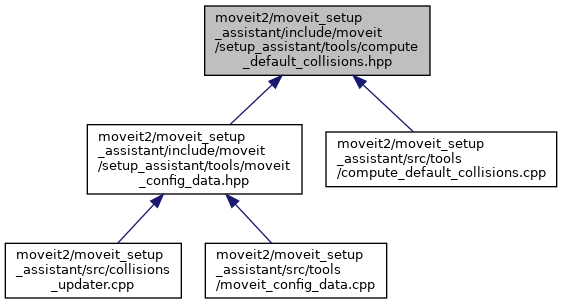 moveit2/moveit_setup
_assistant/include/moveit
/setup_assistant/tools/compute
_default_collisions.hpp
moveit2/moveit_setup
_assistant/include/moveit
/setup_assistant/tools/moveit
_config_data.hpp
moveit2/moveit_setup
_assistant/src/tools
/compute_default_collisions.cpp
moveit2/moveit_setup
_assistant/src/collisions
_updater.cpp
moveit2/moveit_setup
_assistant/src/tools
/moveit_config_data.cpp